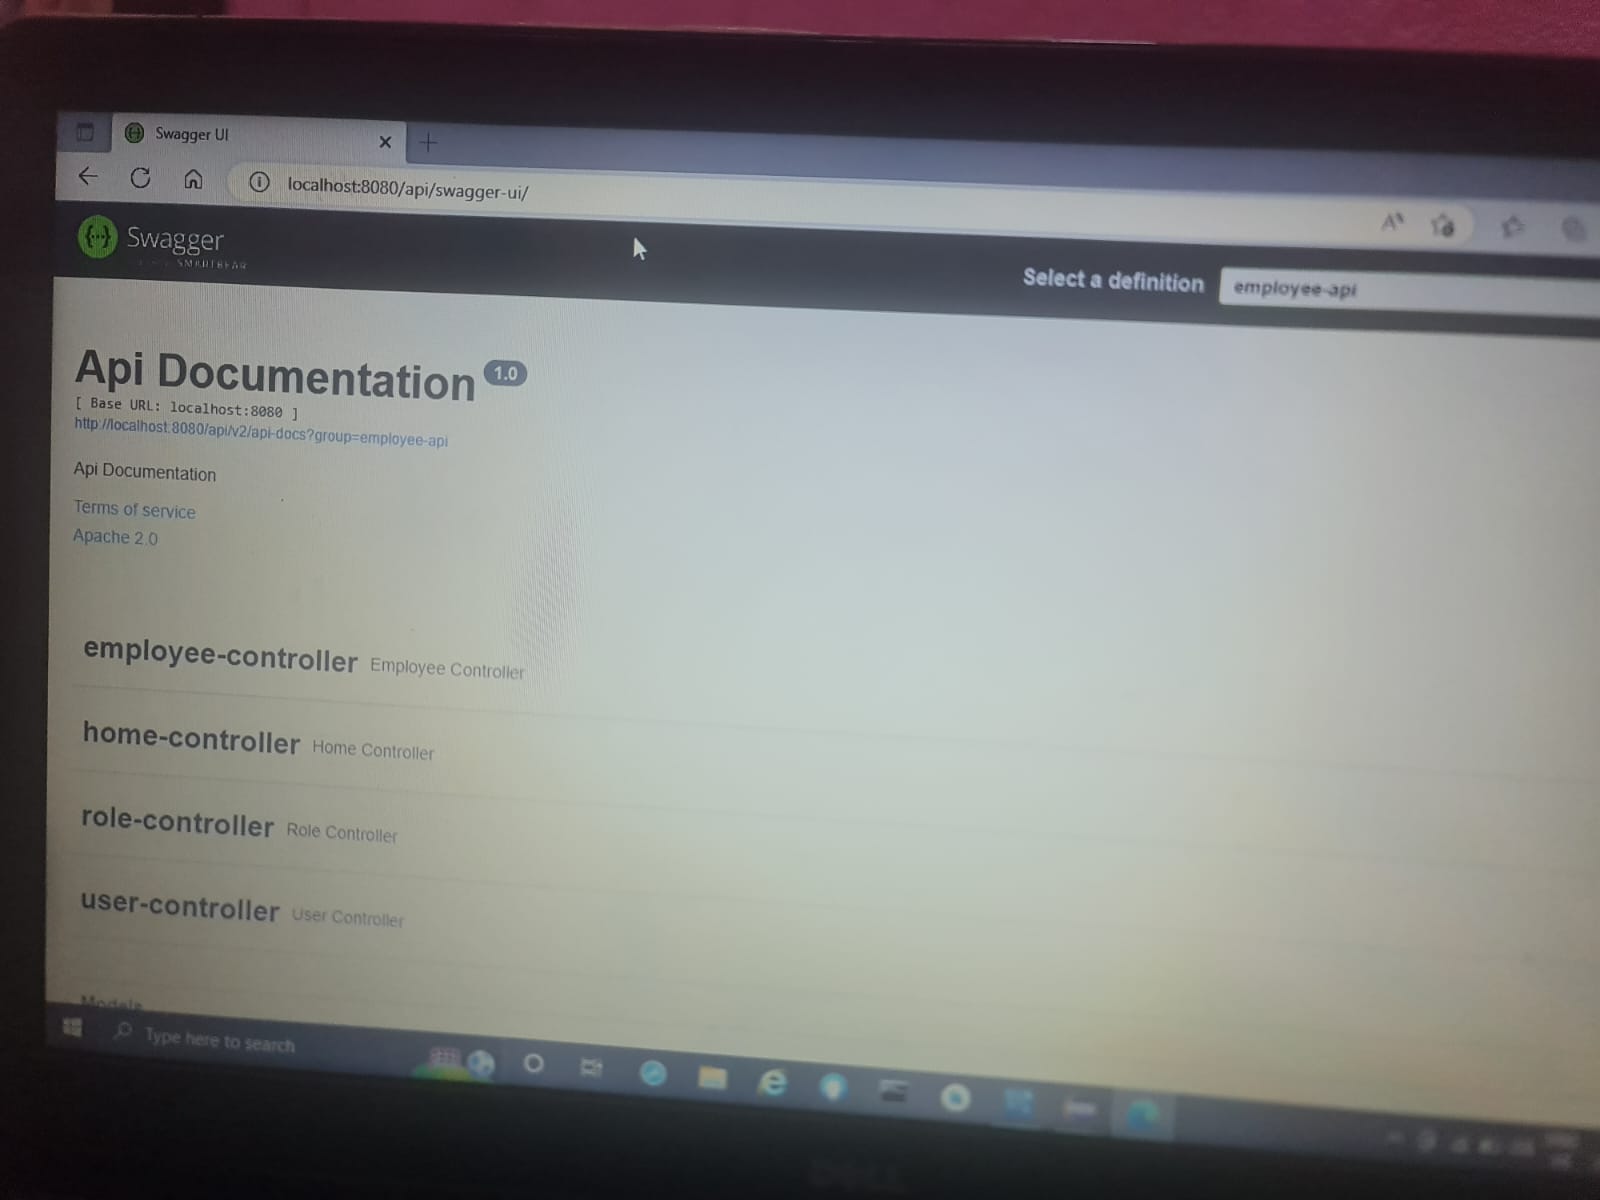 Swagger UI
localhost:8080/api/swagger-ui/
Swagger
SMARTBEAR
Select a definition
employee-api
Api Documentation 1.0
[ Base URL: localhost:8080 ]
http://localhost:8080/api/v2/api-docs?group=employee-api
Api Documentation
Terms of service
Apache 2.0
employee-controller Employee Controller
home-controller Home Controller
role-controller Role Controller
user-controller User Controller
Models
Type here to search
DELL